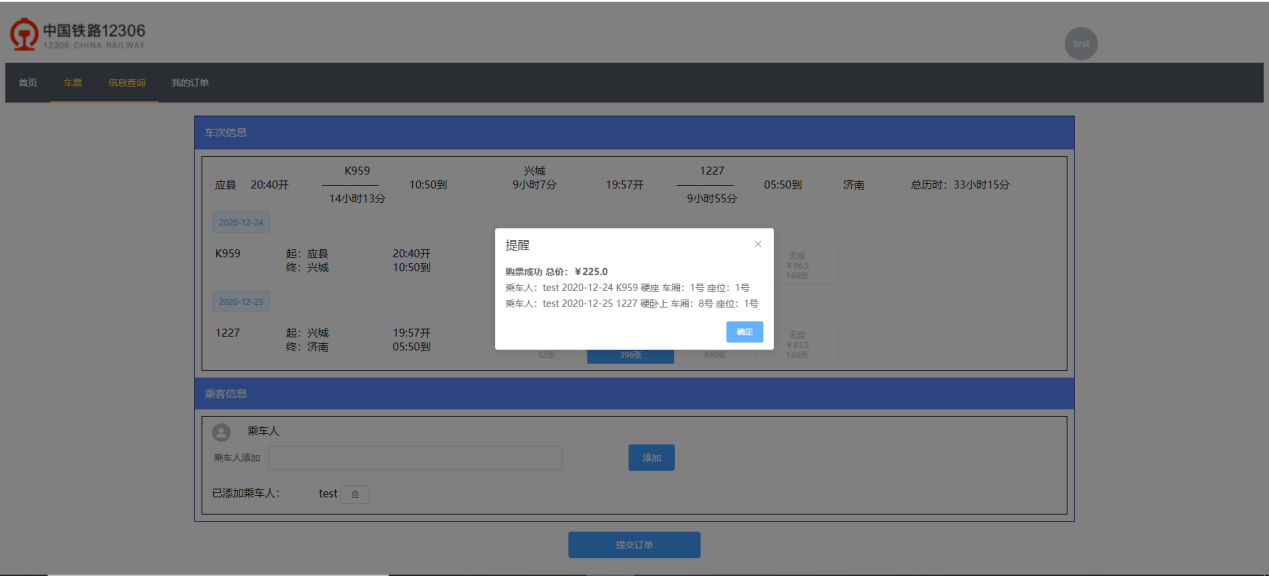 中国铁路12306
12306 CHINA RAILWAY
test
首页 车票 信息查询 我的订单
车次信息
K959 兴城 1227
应县 20:40开 10:50到 9小时7分 19:57开 05:50到 济南 总历时：33小时15分
14小时13分 9小时55分
2020-12-24
K959 起：应县 20:40开
终：兴城 10:50到
无座
￥96.5
168张
提醒
购票成功 总价：￥225.0
乘车人：test 2020-12-24 K959 硬座 车厢：1号 座位：1号
乘车人：test 2020-12-25 1227 硬卧上 车厢：8号 座位：1号
确定
2020-12-25
1227 起：兴城 19:57开
终：济南 05:50到
无座
￥83.5
32张 396张 840张 168张
乘客信息
乘车人
乘车人添加 添加
已添加乘车人： test
提交订单